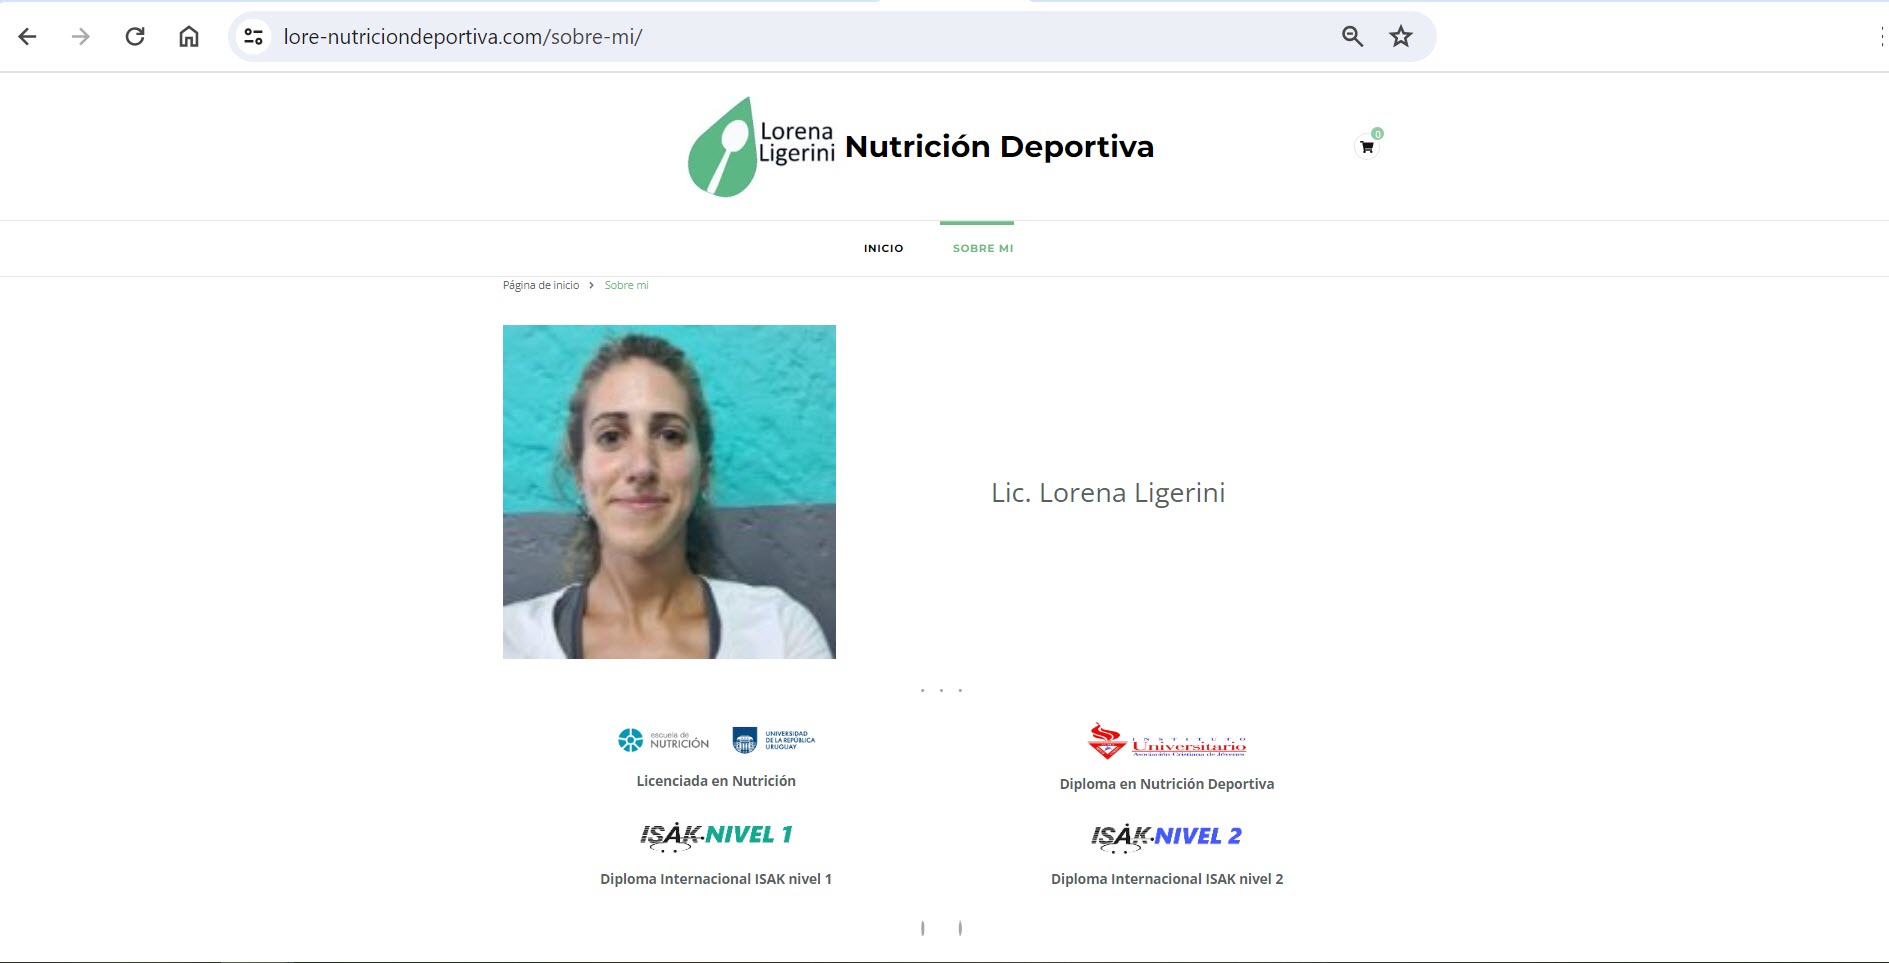 lore-nutriciondeportiva.com/sobre-mi/
Lorena
Ligerini
Nutrición Deportiva
0
INICIO
SOBRE MI
Página de inicio > Sobre mi
Lic. Lorena Ligerini
escuela de
NUTRICIÓN
UNIVERSIDAD
DE LA REPÚBLICA
URUGUAY
INSTITUTO
Universitario
Asociación Cristiana de Jóvenes
Licenciada en Nutrición
Diploma en Nutrición Deportiva
ISAK NIVEL 1
ISAK NIVEL 2
Diploma Internacional ISAK nivel 1
Diploma Internacional ISAK nivel 2